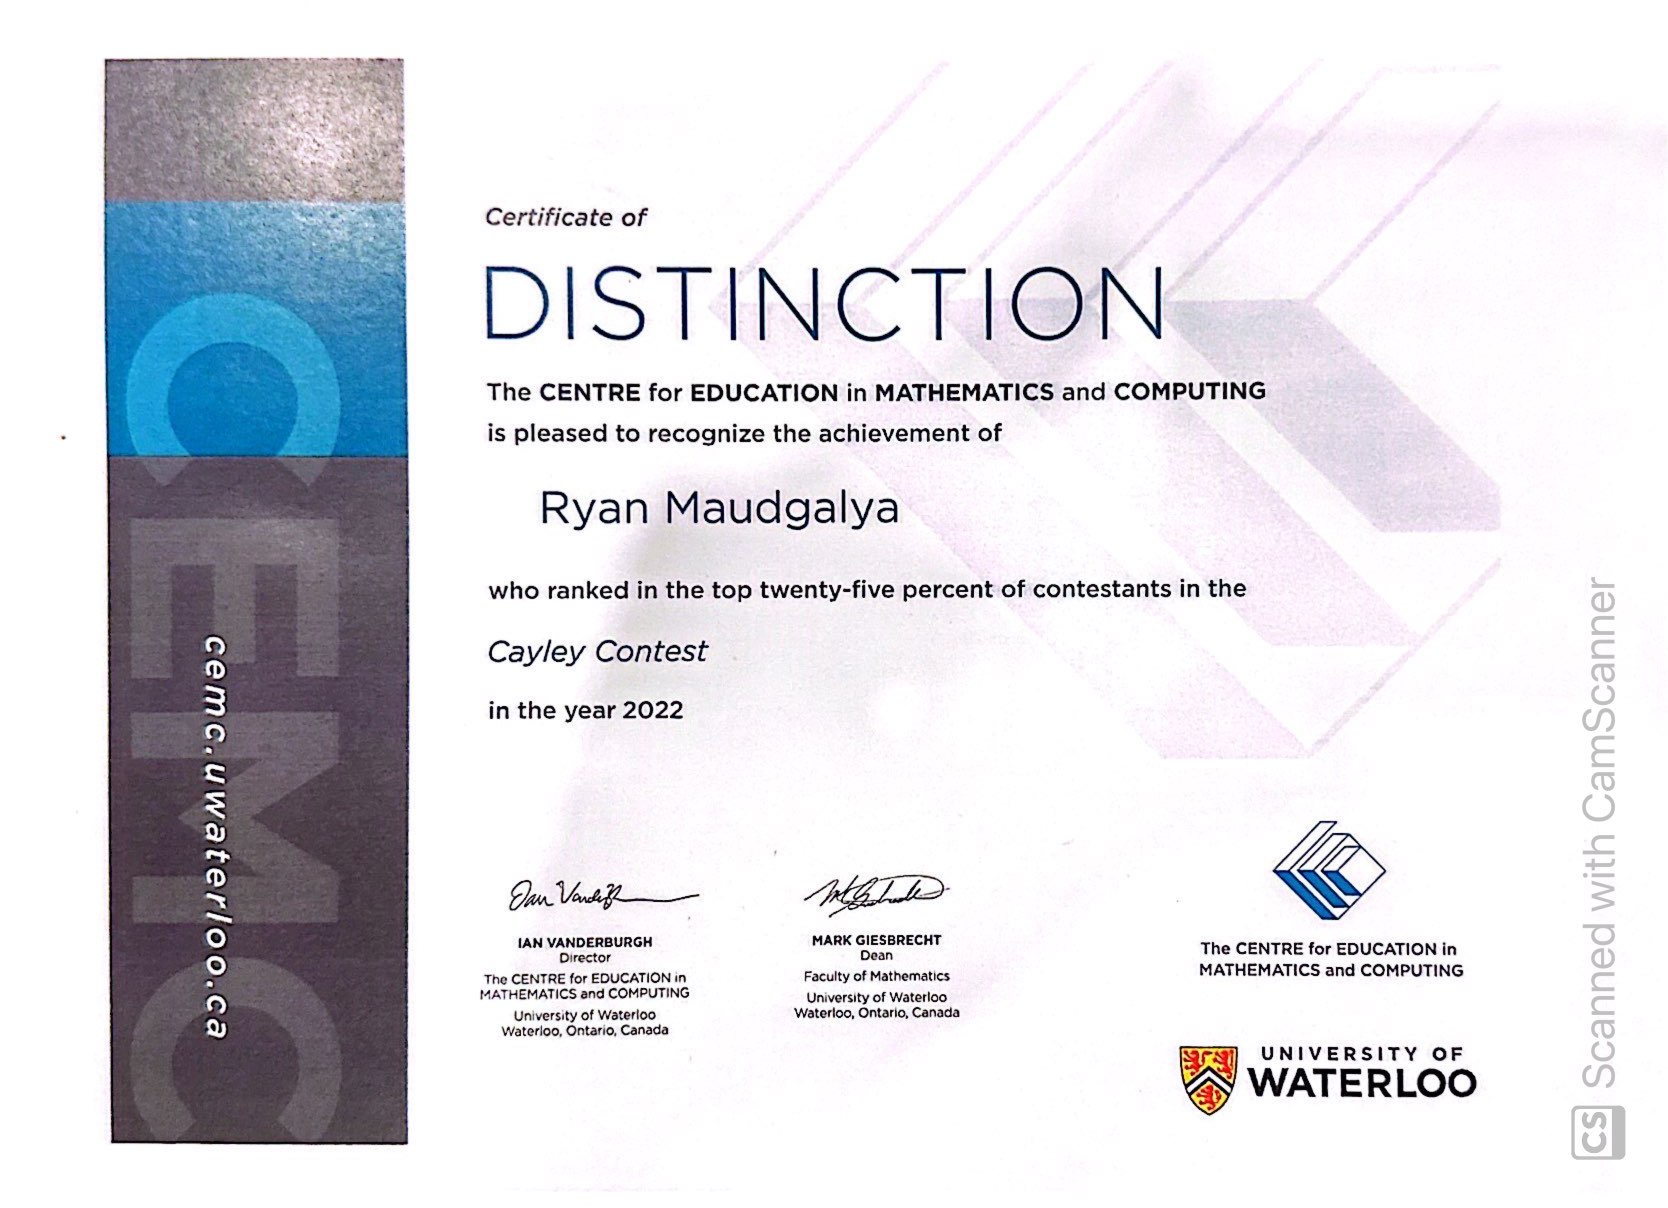 CEMC
cemc.uwaterloo.ca
Certificate of
DISTINCTION
The CENTRE for EDUCATION in MATHEMATICS and COMPUTING
is pleased to recognize the achievement of
Ryan Maudgalya
who ranked in the top twenty-five percent of contestants in the
Cayley Contest
in the year 2022
IAN VANDERBURGH
Director
The CENTRE for EDUCATION in
MATHEMATICS and COMPUTING
University of Waterloo
Waterloo, Ontario, Canada
MARK GIESBRECHT
Dean
Faculty of Mathematics
University of Waterloo
Waterloo, Ontario, Canada
The CENTRE for EDUCATION in
MATHEMATICS and COMPUTING
UNIVERSITY OF
WATERLOO
CS Scanned with CamScanner